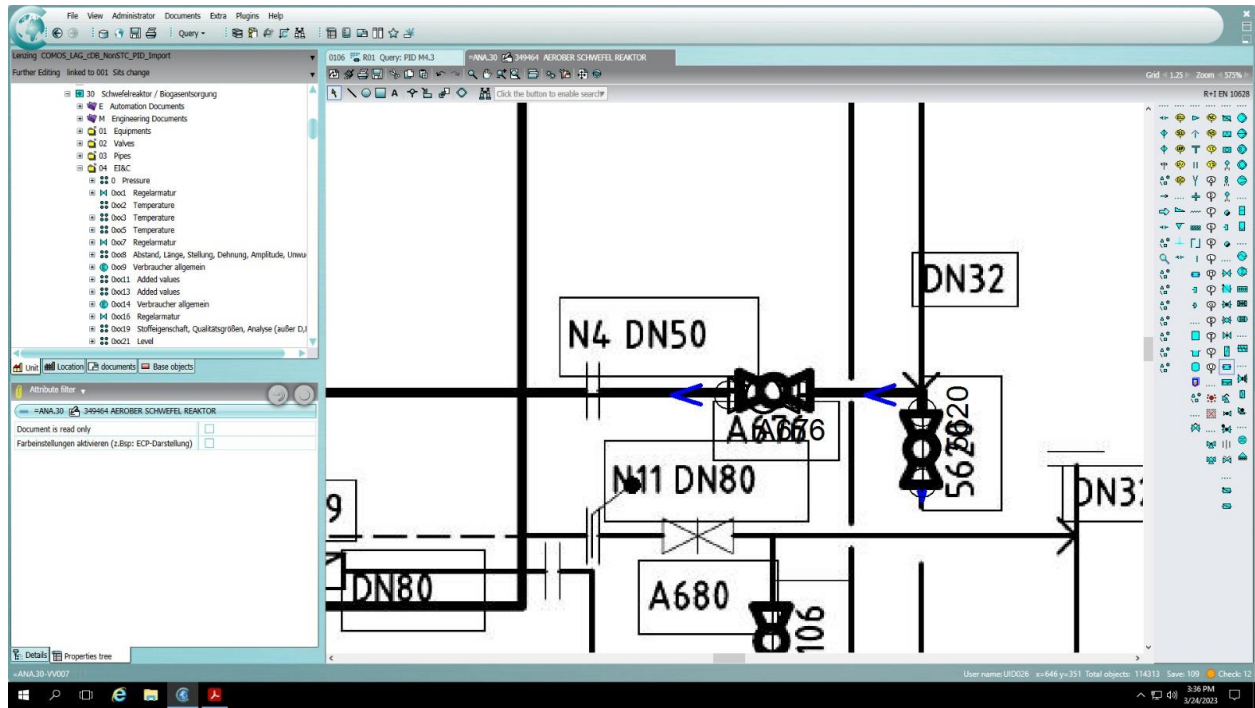 File View Administrator Documents Extra Plugins Help
Query
Lenzing COMOS_LAG_cDB_NonSTC_PID_Import
Further Editing linked to 001 Sits change
0106 R01 Query: PID M4.3
=ANA.30 349464 AEROBER SCHWEFEL REAKTOR
Grid < 1,25 Zoom < 575%
Click the button to enable search
R+I EN 10628
30 Schwefelreaktor / Biogasentsorgung
E Automation Documents
M Engineering Documents
01 Equipments
02 Valves
03 Pipes
04 EI&C
0 Pressure
0xx1 Regelarmatur
0xx2 Temperature
0xx3 Temperature
0xx5 Temperature
0xx7 Regelarmatur
0xx8 Abstand, Länge, Stellung, Dehnung, Amplitude, Unwu
0xx9 Verbraucher allgemein
0xx11 Added values
0xx13 Added values
0xx14 Verbraucher allgemein
0xx16 Regelarmatur
0xx19 Stoffeigenschaft, Qualitätsgrößen, Analyse (außer D,I
0xx21 Level
Unit Location documents Base objects
Attribute filter
=ANA.30 349464 AEROBER SCHWEFEL REAKTOR
Document is read only
Farbeinstellungen aktivieren (z.Bsp: ECP-Darstellung)
Details Properties tree
DN32
N4 DN50
A676
5620
N11 DN80
DN32
9
DN80
A680
106
=ANA.30-VV007
User name: UID026 x=646 y=351 Total objects: 114313 Save: 109 Check: 12
3:36 PM
3/24/2023